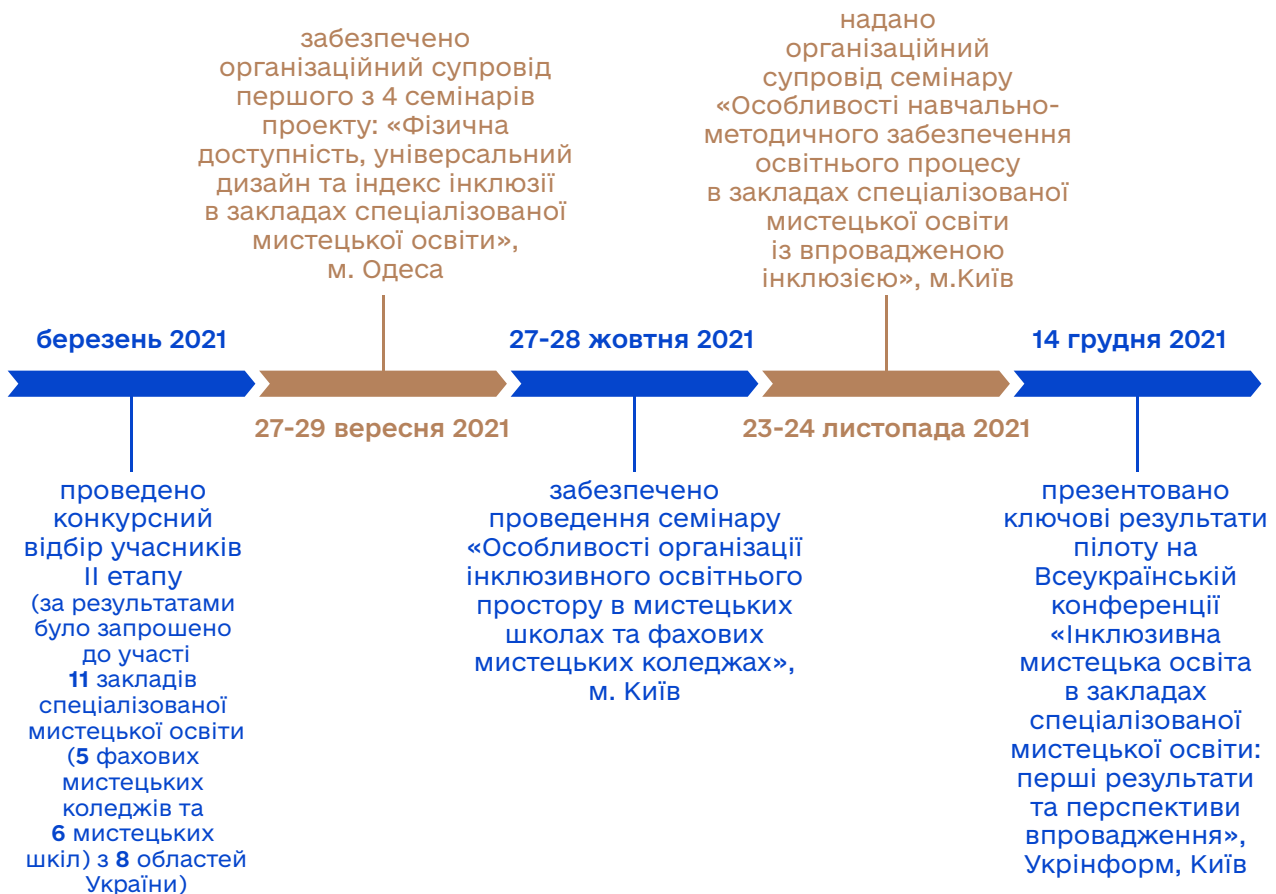 забезпечено
організаційний супровід
першого з 4 семінарів
проекту: «Фізична
доступність, універсальний
дизайн та індекс інклюзії
в закладах спеціалізованої
мистецької освіти»,
м. Одеса
надано
організаційний
супровід семінару
«Особливості навчально-
методичного забезпечення
освітнього процесу
в закладах спеціалізованої
мистецької освіти
із впровадженою
інклюзією», м.Київ
березень 2021
27-28 жовтня 2021
14 грудня 2021
27-29 вересня 2021
23-24 листопада 2021
проведено
конкурсний
відбір учасників
ІІ етапу
(за результатами
було запрошено
до участі
11 закладів
спеціалізованої
мистецької освіти
(5 фахових
мистецьких
коледжів та
6 мистецьких
шкіл) з 8 областей
України)
забезпечено
проведення семінару
«Особливості організації
інклюзивного освітнього
простору в мистецьких
школах та фахових
мистецьких коледжах»,
м. Київ
презентовано
ключові результати
пілоту на
Всеукраїнській
конференції
«Інклюзивна
мистецька освіта
в закладах
спеціалізованої
мистецької освіти:
перші результати
та перспективи
впровадження»,
Укрінформ, Київ